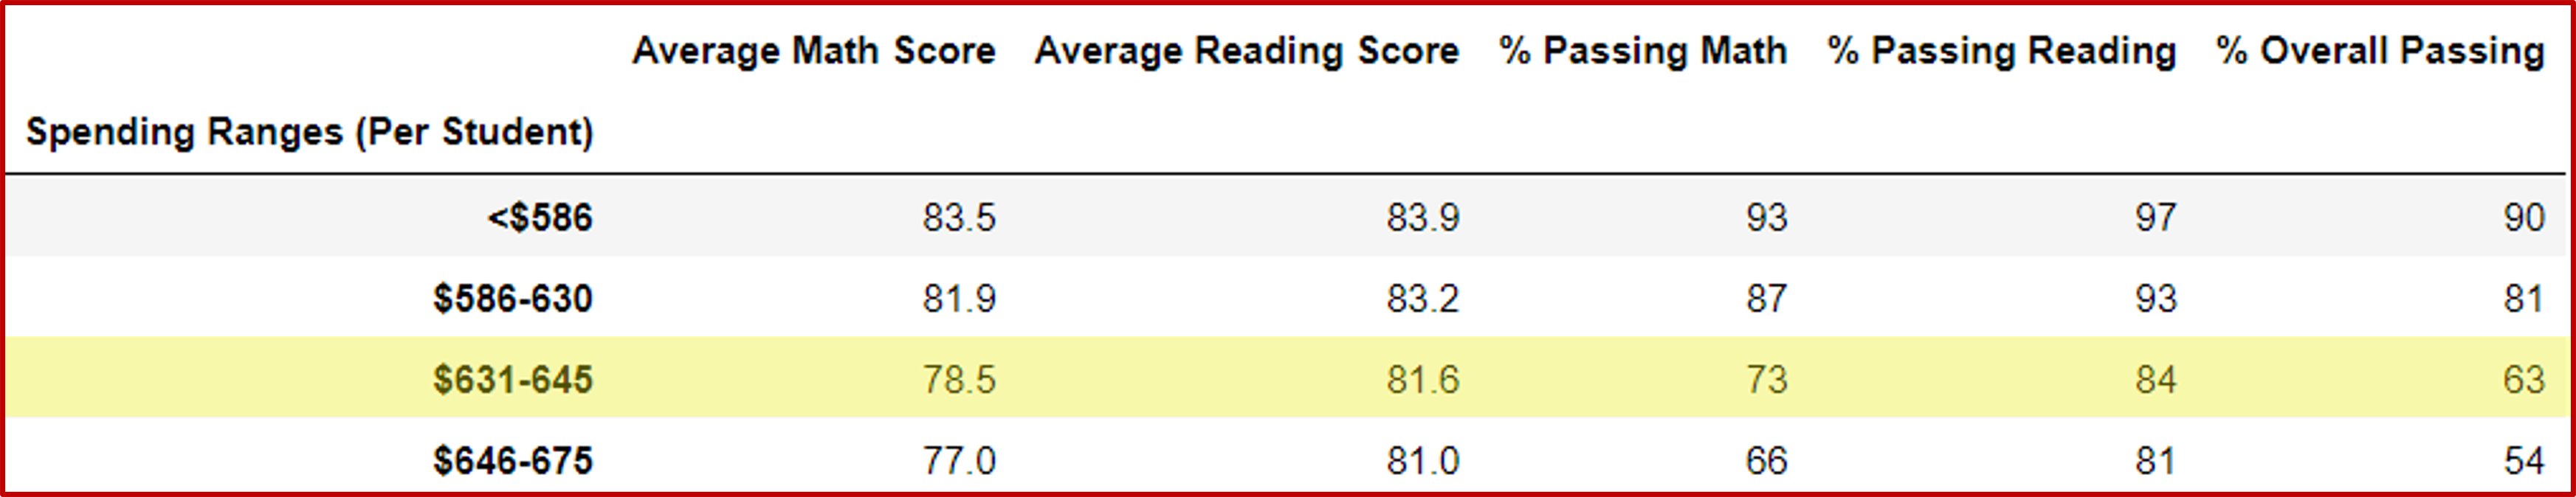 Average Math Score Average Reading Score % Passing Math % Passing Reading % Overall Passing
Spending Ranges (Per Student)
<$586 83.5 83.9 93 97 90
$586-630 81.9 83.2 87 93 81
$631-645 78.5 81.6 73 84 63
$646-675 77.0 81.0 66 81 54